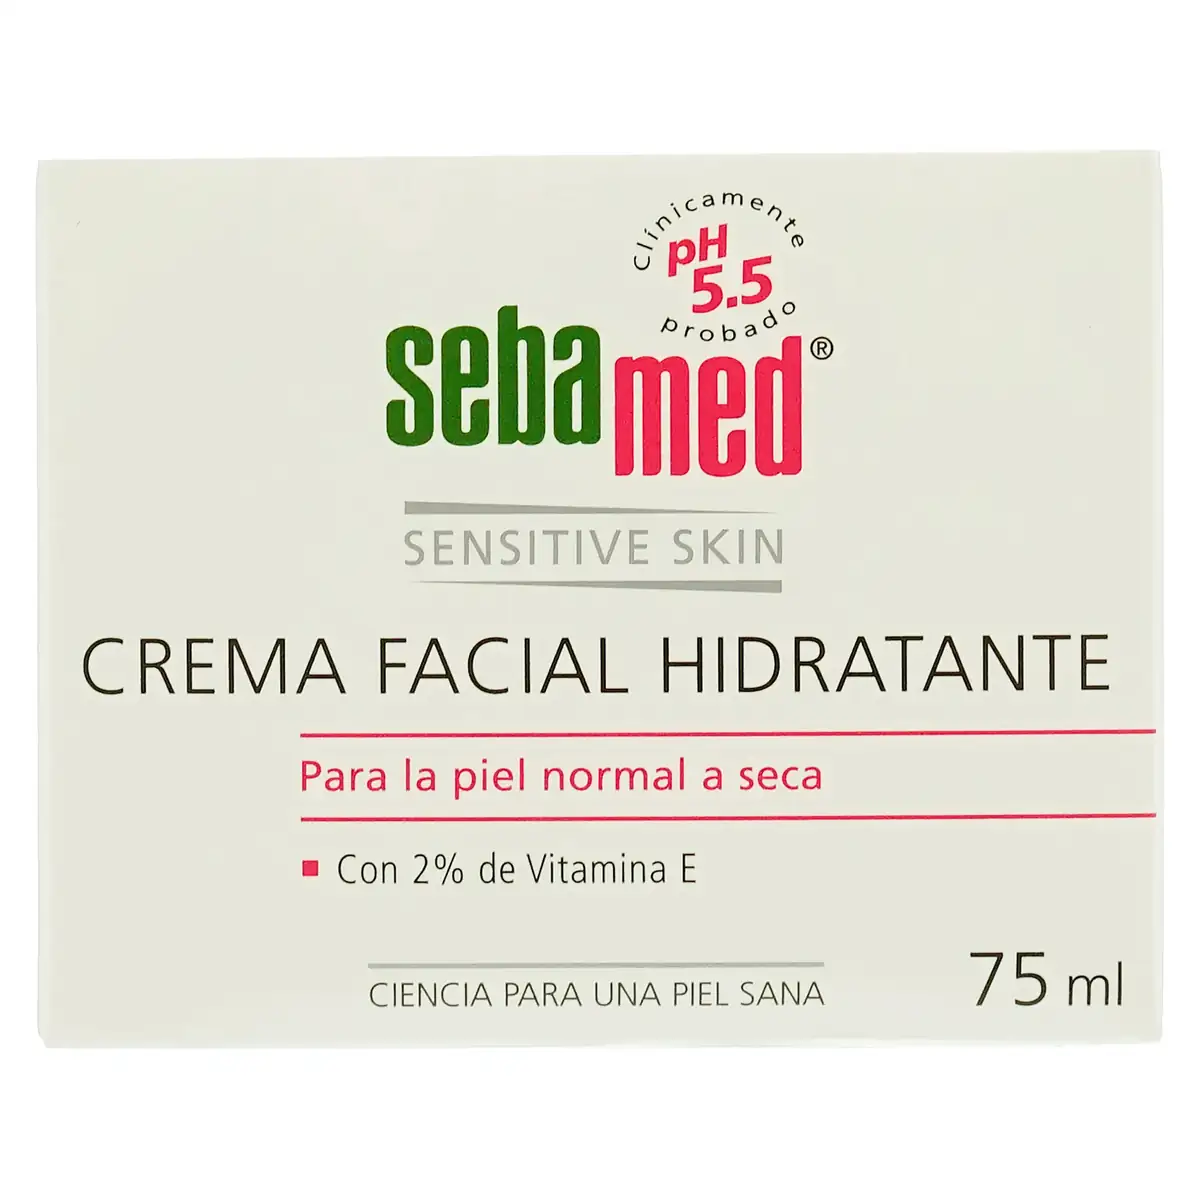 Clínicamente
pH
5.5
probado
sebamed®
SENSITIVE SKIN
CREMA FACIAL HIDRATANTE
Para la piel normal a seca
Con 2% de Vitamina E
CIENCIA PARA UNA PIEL SANA
75 ml